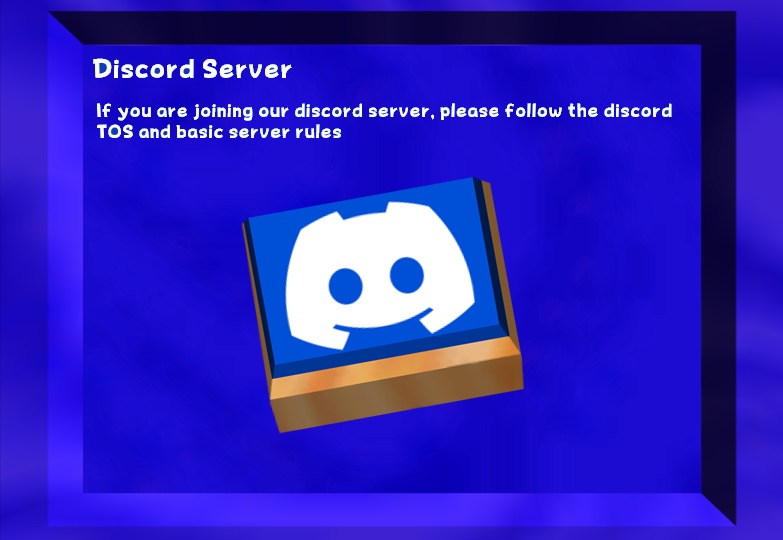 Discord Server
If you are joining our discord server, please follow the discord
TOS and basic server rules